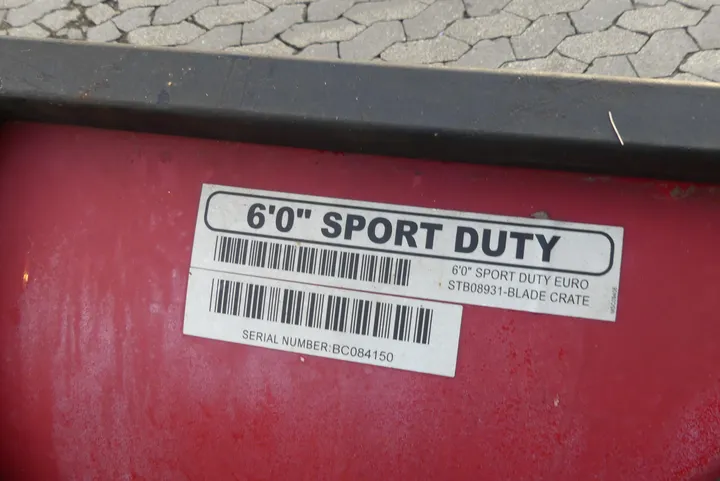 6'0" SPORT DUTY
6'0" SPORT DUTY EURO
STB08931-BLADE CRATE
SERIAL NUMBER:BC084150